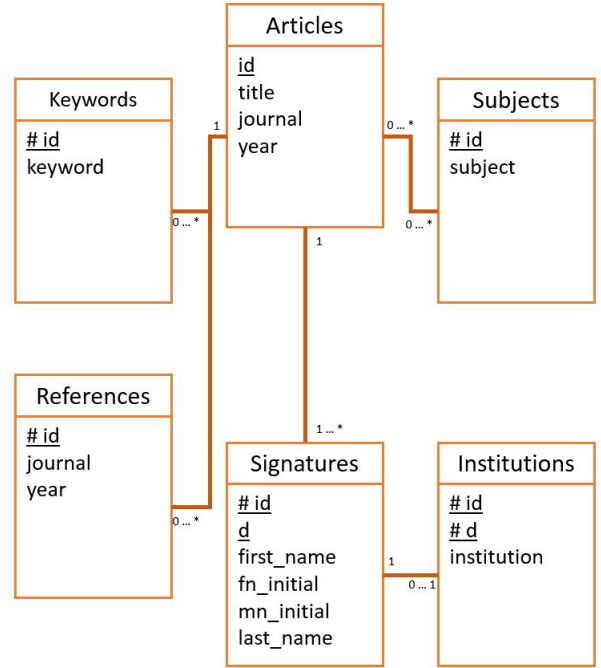 Articles
id
title
journal
year
Keywords
# id
keyword
Subjects
# id
subject
1
0 ... *
0 ... *
0 ... *
1
References
# id
journal
year
0 ... *
1 ... *
Signatures
# id
d
first_name
fn_initial
mn_initial
last_name
Institutions
# id
# d
institution
1
0 ... 1